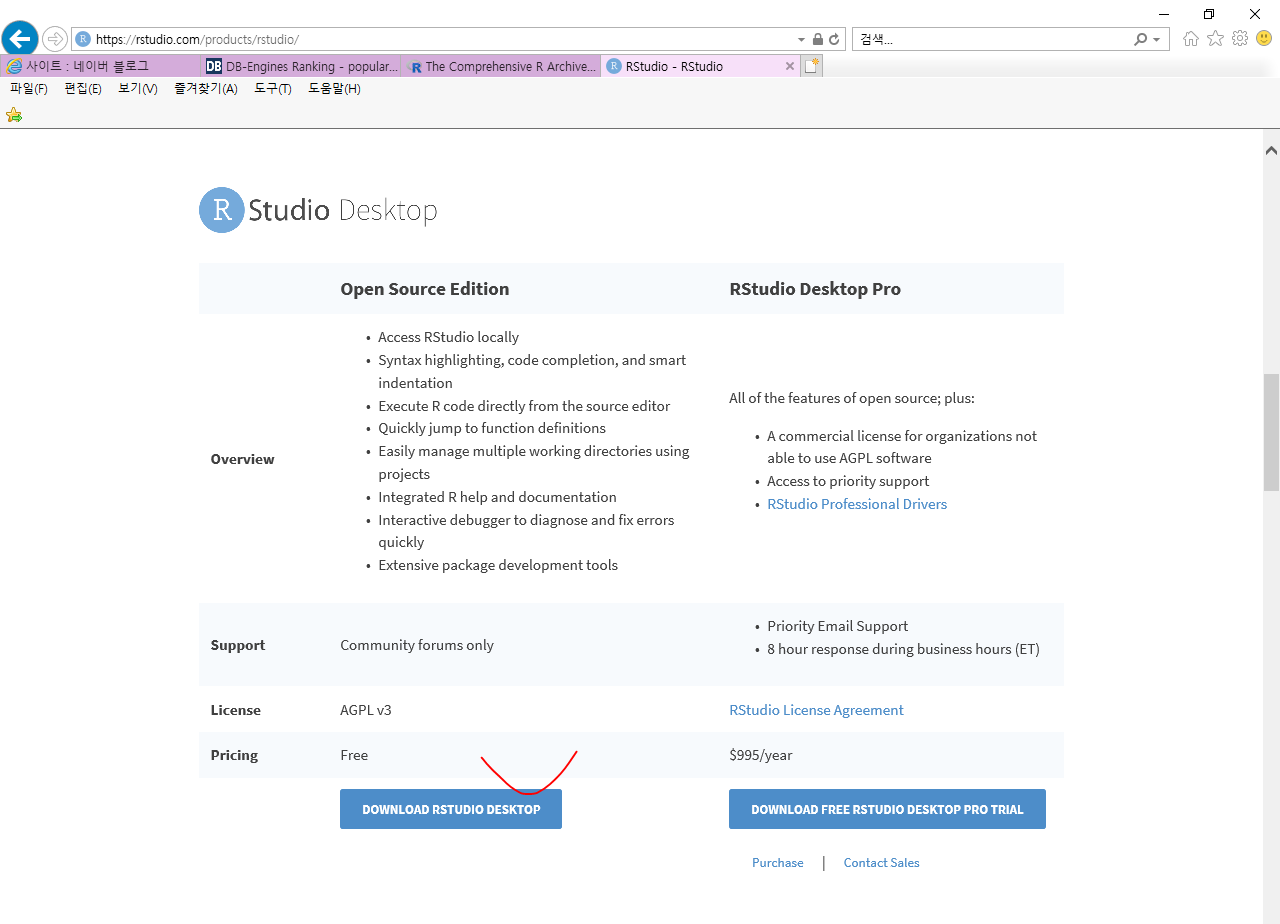 https://rstudio.com/products/rstudio/
검색...
사이트 : 네이버 블로그
DB DB-Engines Ranking - popular...
R The Comprehensive R Archive...
R RStudio - RStudio
파일(F) 편집(E) 보기(V) 즐겨찾기(A) 도구(T) 도움말(H)
R Studio Desktop
Open Source Edition
RStudio Desktop Pro
Overview
• Access RStudio locally
• Syntax highlighting, code completion, and smart
indentation
• Execute R code directly from the source editor
• Quickly jump to function definitions
• Easily manage multiple working directories using
projects
• Integrated R help and documentation
• Interactive debugger to diagnose and fix errors
quickly
• Extensive package development tools
All of the features of open source; plus:
• A commercial license for organizations not
able to use AGPL software
• Access to priority support
• RStudio Professional Drivers
Support
Community forums only
• Priority Email Support
• 8 hour response during business hours (ET)
License
AGPL v3
RStudio License Agreement
Pricing
Free
$995/year
DOWNLOAD RSTUDIO DESKTOP
DOWNLOAD FREE RSTUDIO DESKTOP PRO TRIAL
Purchase | Contact Sales